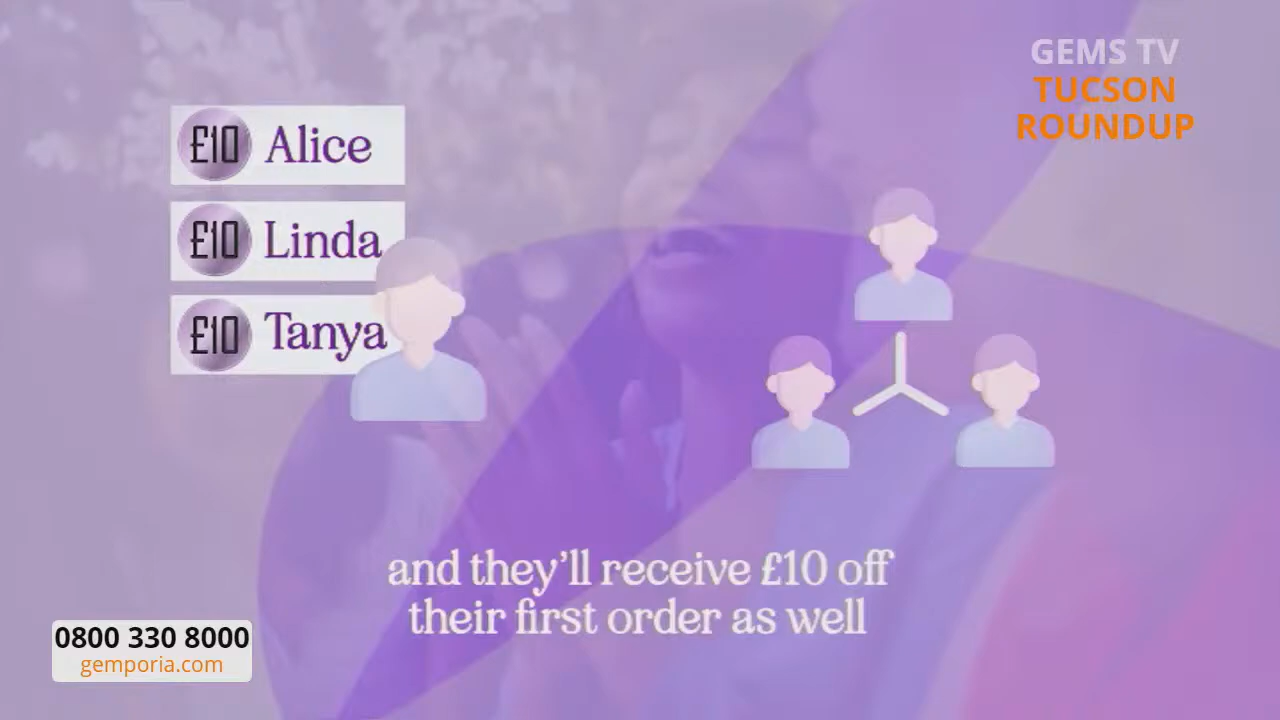 GEMS TV
TUCSON
ROUNDUP
£10 Alice
£10 Linda
£10 Tanya
and they’ll receive £10 off
their first order as well
0800 330 8000
gemporia.com